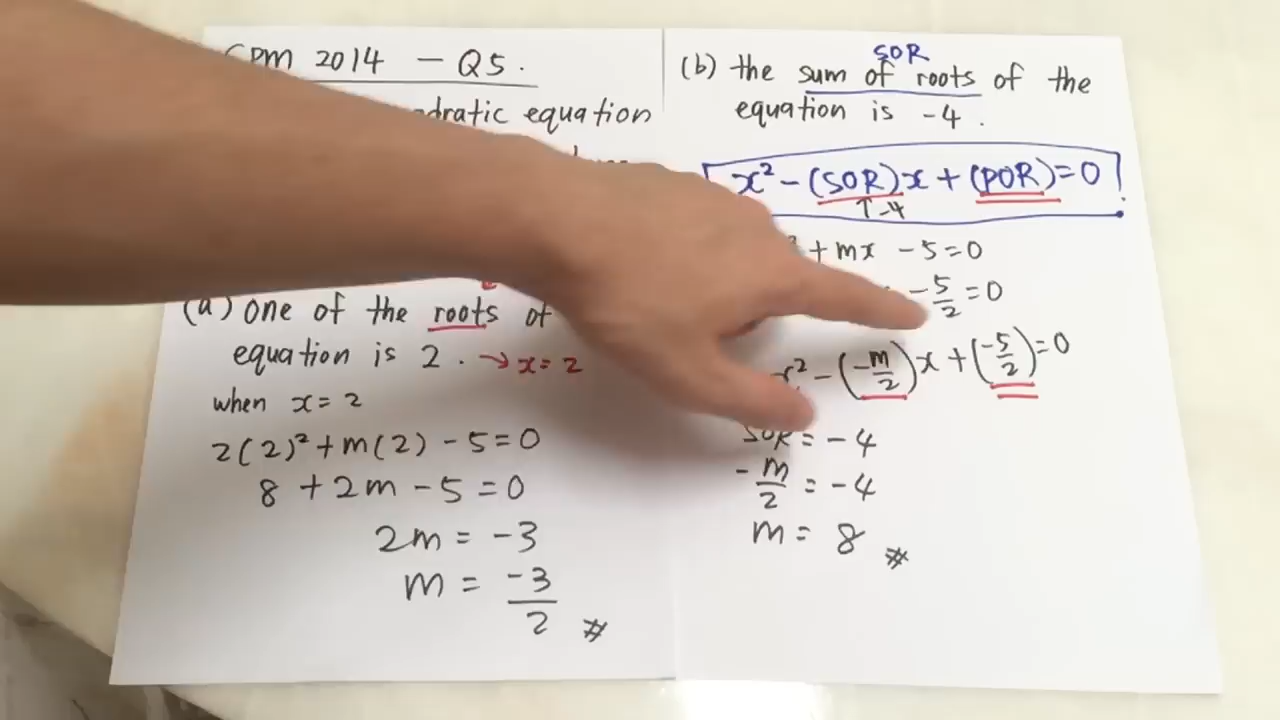 SPM 2014 - Q5.
equation
(a) one of the roots of
equation is 2. → x = 2
when x = 2
2(2)² + m(2) - 5 = 0
8 + 2m - 5 = 0
2m = -3
m = -3/2 #
SOR
(b) the sum of roots of the
equation is -4.
x² - (SOR)x + (POR) = 0
↑ -4
+ mx - 5 = 0
- 5/2 = 0
x² - (-m/2)x + (-5/2) = 0
SOR = -4
-m/2 = -4
m = 8 #